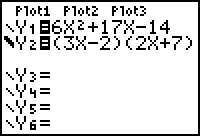 Plot1 Plot2 Plot3
\Y₁=6X²+17X-14
\Y₂=(3X-2)(2X+7)
\Y₃=
\Y₄=
\Y₅=
\Y₆=